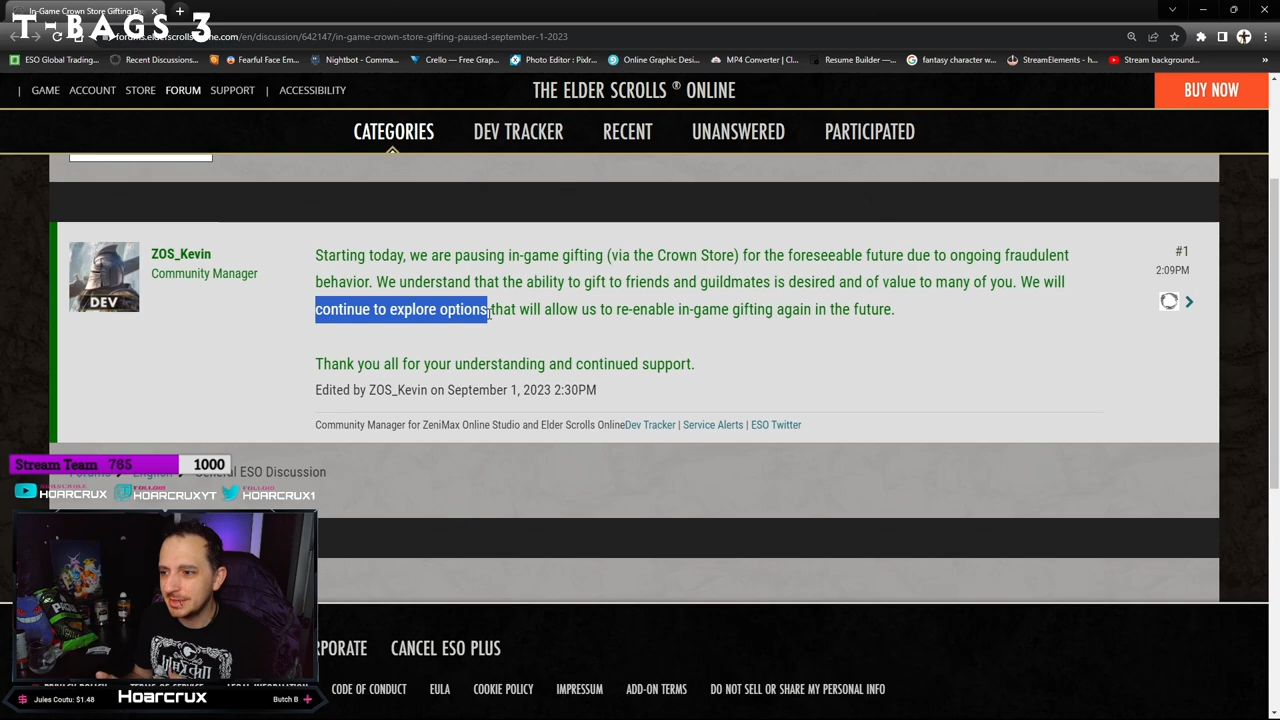 T-BAGS 3
In-Game Crown Store Gifting Pa
forums.elderscrollsonline.com/en/discussion/642147/in-game-crown-store-gifting-paused-september-1-2023
ESO Global Trading... Recent Discussions... Fearful Face Em... Nightbot - Comma... Crello — Free Grap... Photo Editor : Pixlr... Online Graphic Desi... MP4 Converter | Cl... Resume Builder —... fantasy character w... StreamElements - h... Stream background...
| GAME ACCOUNT STORE FORUM SUPPORT | ACCESSIBILITY
THE ELDER SCROLLS ® ONLINE
BUY NOW
CATEGORIES DEV TRACKER RECENT UNANSWERED PARTICIPATED
ZOS_Kevin
Community Manager
DEV
Starting today, we are pausing in-game gifting (via the Crown Store) for the foreseeable future due to ongoing fraudulent
behavior. We understand that the ability to gift to friends and guildmates is desired and of value to many of you. We will
continue to explore options that will allow us to re-enable in-game gifting again in the future.
Thank you all for your understanding and continued support.
Edited by ZOS_Kevin on September 1, 2023 2:30PM
Community Manager for ZeniMax Online Studio and Elder Scrolls OnlineDev Tracker | Service Alerts | ESO Twitter
#1
2:09PM
Stream Team 765 1000
General ESO Discussion
SUBSCRIBE FOLLOW FOLLOW
HOARCRUX HOARCRUXYT HOARCRUX1
PORATE CANCEL ESO PLUS
CODE OF CONDUCT EULA COOKIE POLICY IMPRESSUM ADD-ON TERMS DO NOT SELL OR SHARE MY PERSONAL INFO
Jules Coutu: $1.48 Hoarcrux Butch B